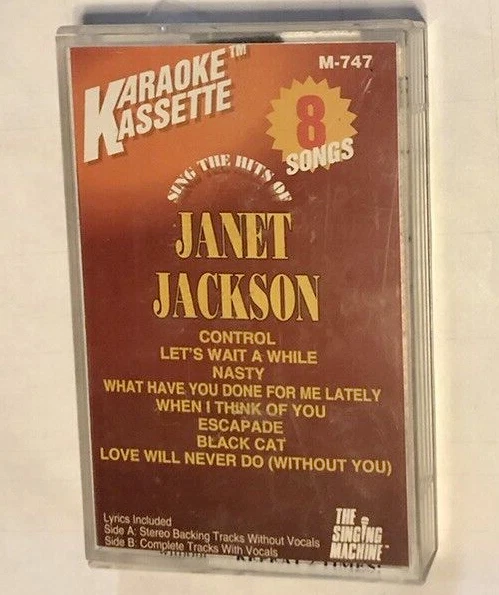 KARAOKE™
KASSETTE
M-747
8
SONGS
SING THE HITS OF
JANET
JACKSON
CONTROL
LET'S WAIT A WHILE
NASTY
WHAT HAVE YOU DONE FOR ME LATELY
WHEN I THINK OF YOU
ESCAPADE
BLACK CAT
LOVE WILL NEVER DO (WITHOUT YOU)
Lyrics Included
Side A: Stereo Backing Tracks Without Vocals
Side B: Complete Tracks With Vocals
THE
SINGING
MACHINE™
TIMES!